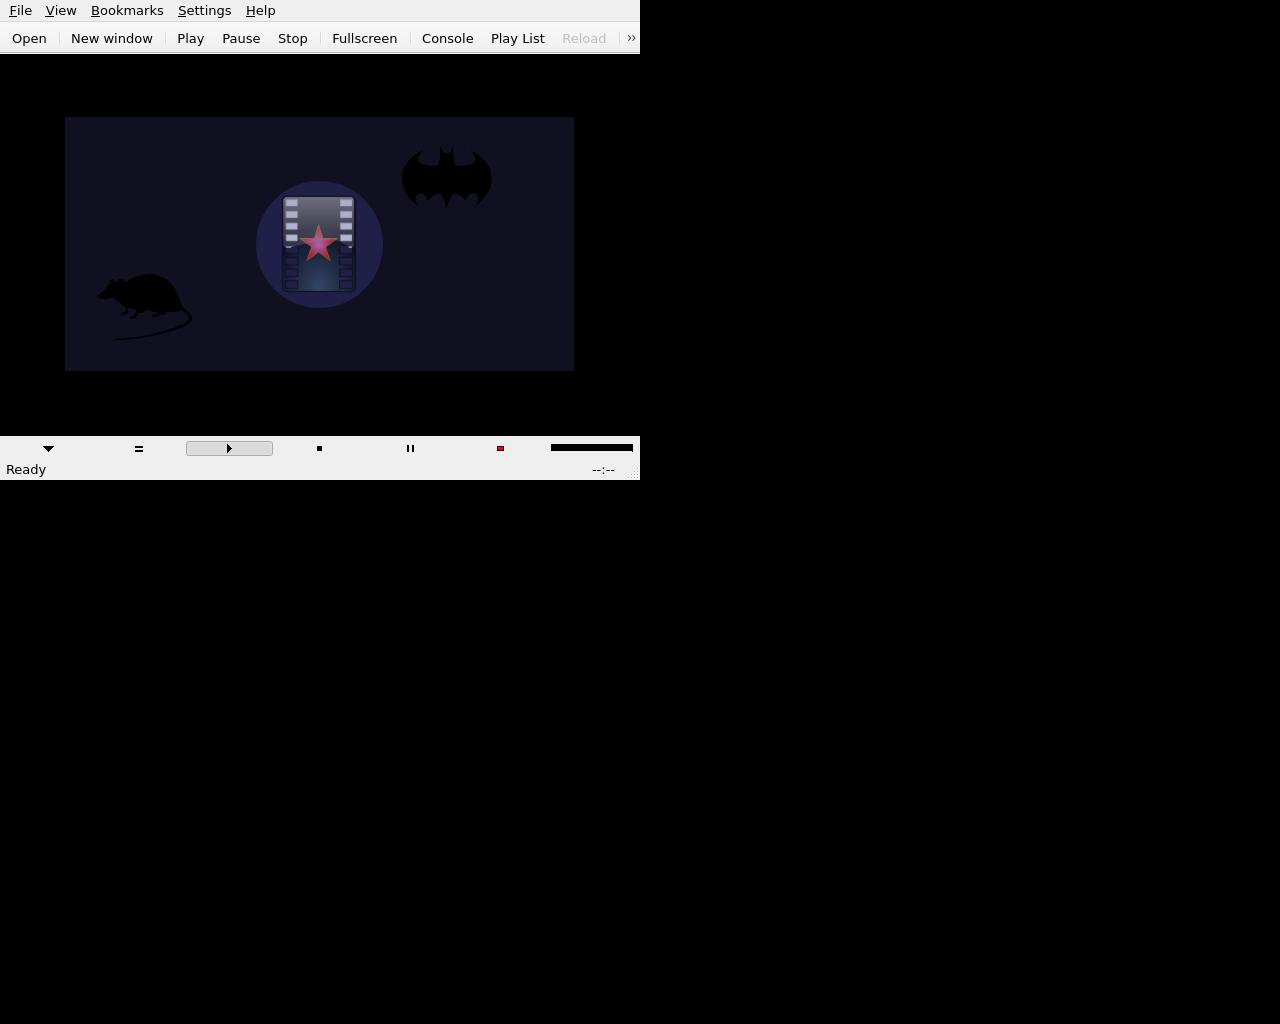 File View Bookmarks Settings Help
Open New window Play Pause Stop Fullscreen Console Play List Reload »
Ready --:--